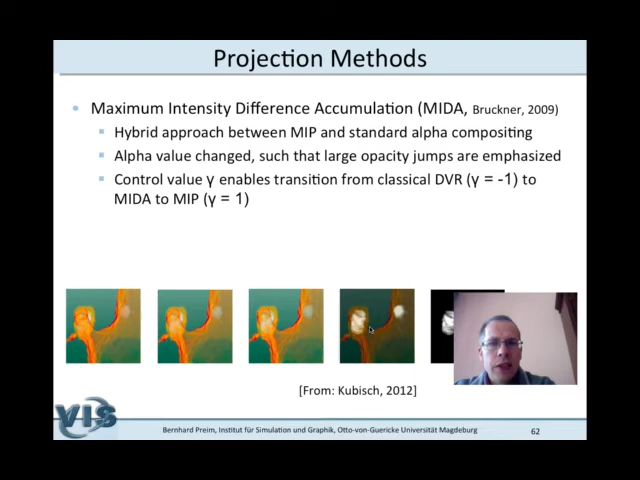 Projection Methods
• Maximum Intensity Difference Accumulation (MIDA, Bruckner, 2009)
▪ Hybrid approach between MIP and standard alpha compositing
▪ Alpha value changed, such that large opacity jumps are emphasized
▪ Control value γ enables transition from classical DVR (γ = -1) to
MIDA to MIP (γ = 1)
[From: Kubisch, 2012]
VIS
Bernhard Preim, Institut für Simulation und Graphik, Otto-von-Guericke Universität Magdeburg
62